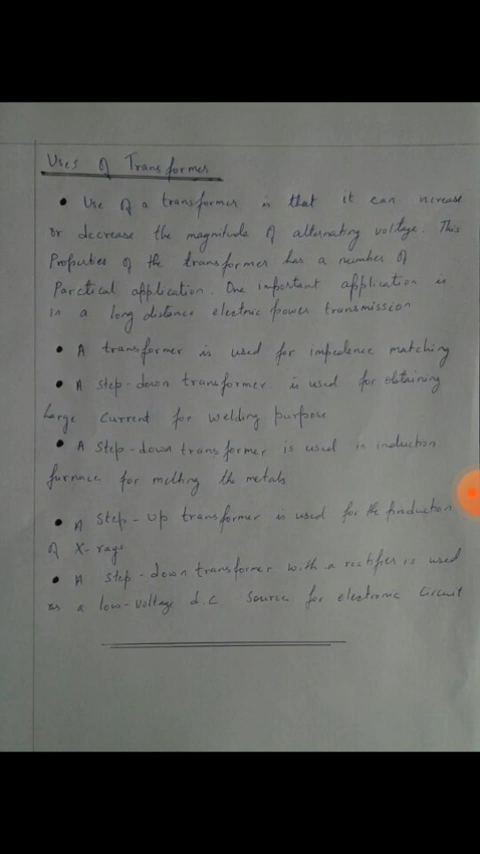 Uses of Transformer
• Use of a transformer is that it can ncrease
or decrease the magnitude of alternating voltage. This
Properties of the transformer has a number of
Parctical application. One important application is
in a long distance electric power transmission
• A transformer is used for impedence matching
• A step-down transformer is used for obtaining
Large current for welding purpose
• A Step-down transformer is used in induction
furnace for melting the metals
• A Step-up transformer is used for the production
of X-rays
• A step-down transformer with a rectifier is used
as a low-voltage d.c source for electronic circuit